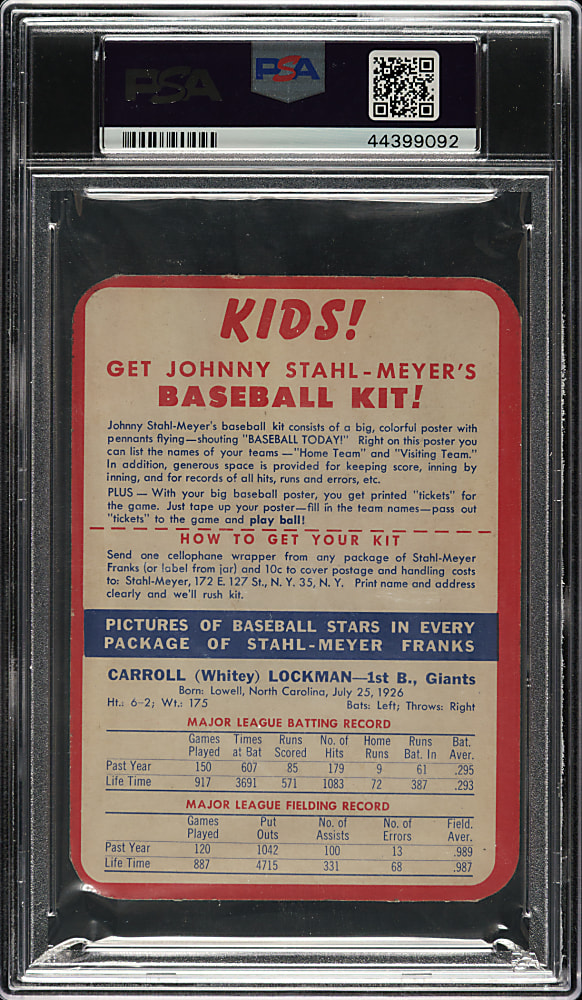 PSA
PSA
44399092
KIDS!
GET JOHNNY STAHL-MEYER'S
BASEBALL KIT!
Johnny Stahl-Meyer's baseball kit consists of a big, colorful poster with
pennants flying—shouting "BASEBALL TODAY!" Right on this poster you
can list the names of your teams—"Home Team" and "Visiting Team."
In addition, generous space is provided for keeping score, inning by
inning, and for records of all hits, runs and errors, etc.
PLUS — With your big baseball poster, you get printed "tickets" for
the game. Just tape up your poster—fill in the team names—pass out
"tickets" to the game and play ball!
HOW TO GET YOUR KIT
Send one cellophane wrapper from any package of Stahl-Meyer
Franks (or label from jar) and 10c to cover postage and handling costs
to: Stahl-Meyer, 172 E. 127 St., N. Y. 35, N. Y. Print name and address
clearly and we'll rush kit.
PICTURES OF BASEBALL STARS IN EVERY
PACKAGE OF STAHL-MEYER FRANKS
CARROLL (Whitey) LOCKMAN—1st B., Giants
Born: Lowell, North Carolina, July 25, 1926
Ht.: 6-2; Wt.: 175 Bats: Left; Throws: Right
MAJOR LEAGUE BATTING RECORD
Games Times Runs No. of Home Runs Bat.
Played at Bat Scored Hits Runs Bat. In Aver.
Past Year 150 607 85 179 9 61 .295
Life Time 917 3691 571 1083 72 387 .293
MAJOR LEAGUE FIELDING RECORD
Games Put No. of No. of Field.
Played Outs Assists Errors Aver.
Past Year 120 1042 100 13 .989
Life Time 887 4715 331 68 .987